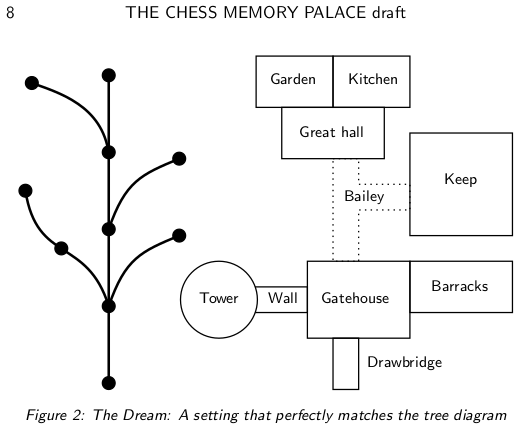 8
THE CHESS MEMORY PALACE draft
Garden
Kitchen
Great hall
Bailey
Keep
Tower
Wall
Gatehouse
Barracks
Drawbridge
Figure 2: The Dream: A setting that perfectly matches the tree diagram